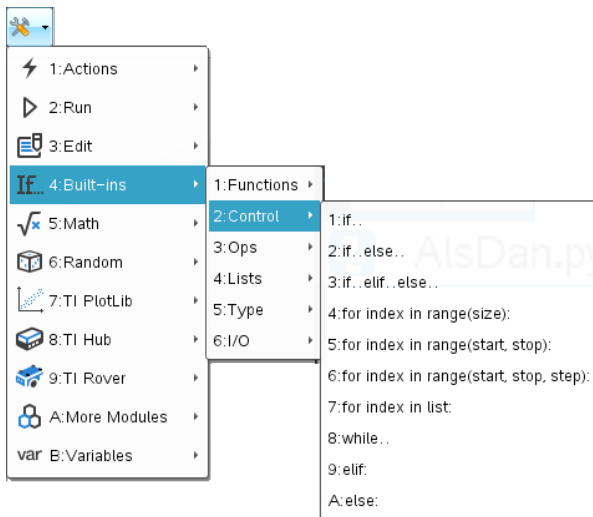 1:Actions
2:Run
3:Edit
If... 4:Built-ins
5:Math
6:Random
7:TI PlotLib
8:TI Hub
9:TI Rover
A:More Modules
var B:Variables
1:Functions
2:Control
3:Ops
4:Lists
5:Type
6:I/O
1:if..
2:if..else..
3:if..elif..else..
4:for index in range(size):
5:for index in range(start, stop):
6:for index in range(start, stop, step):
7:for index in list:
8:while..
9:elif:
A:else:
AlsDan.py